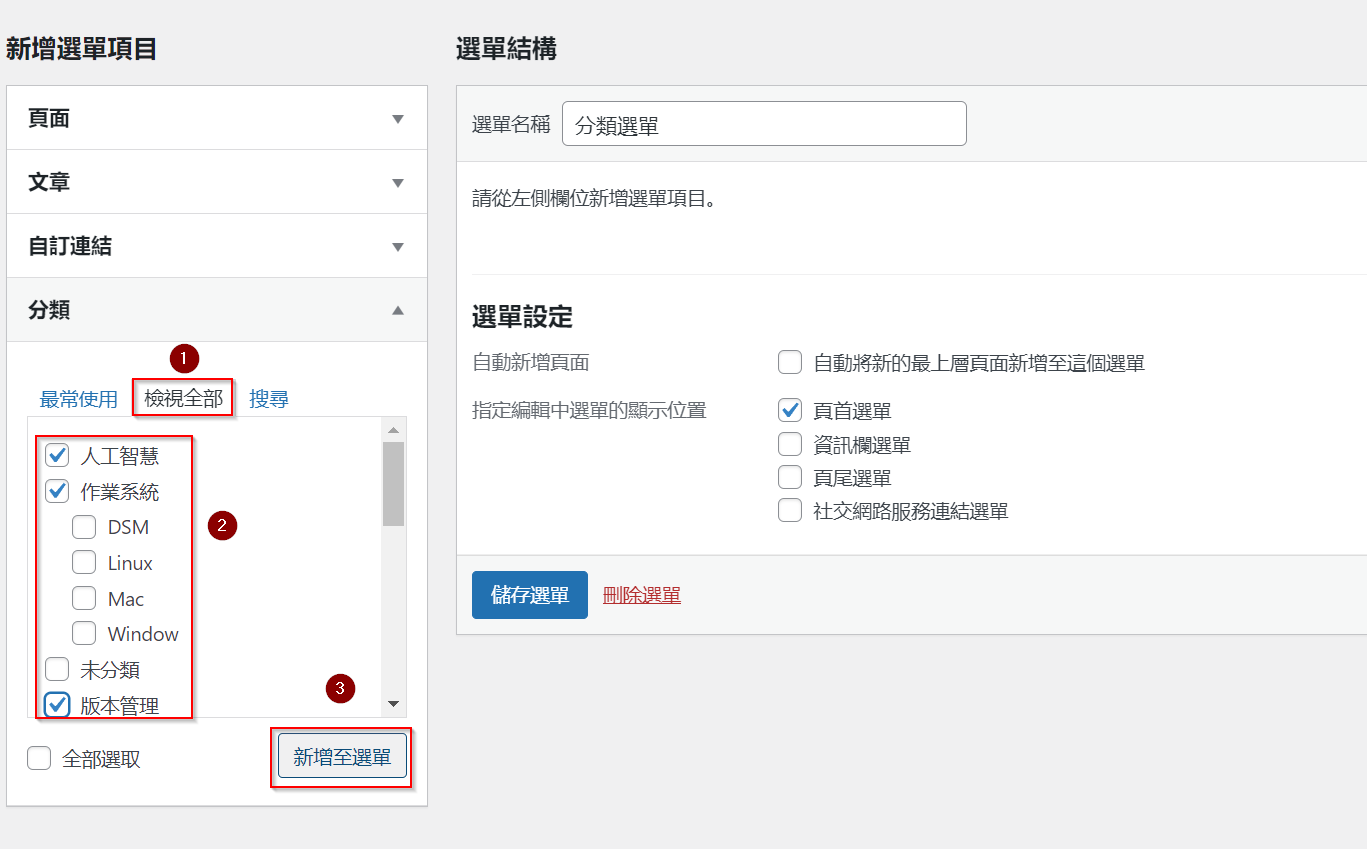 新增選單項目
頁面
文章
自訂連結
分類
1
最常使用 檢視全部 搜尋
人工智慧
作業系統
DSM
2
Linux
Mac
Window
未分類
3
版本管理
全部選取
新增至選單
選單結構
選單名稱 分類選單
請從左側欄位新增選單項目。
選單設定
自動新增頁面 自動將新的最上層頁面新增至這個選單
指定編輯中選單的顯示位置 頁首選單
資訊欄選單
頁尾選單
社交網路服務連結選單
儲存選單 刪除選單